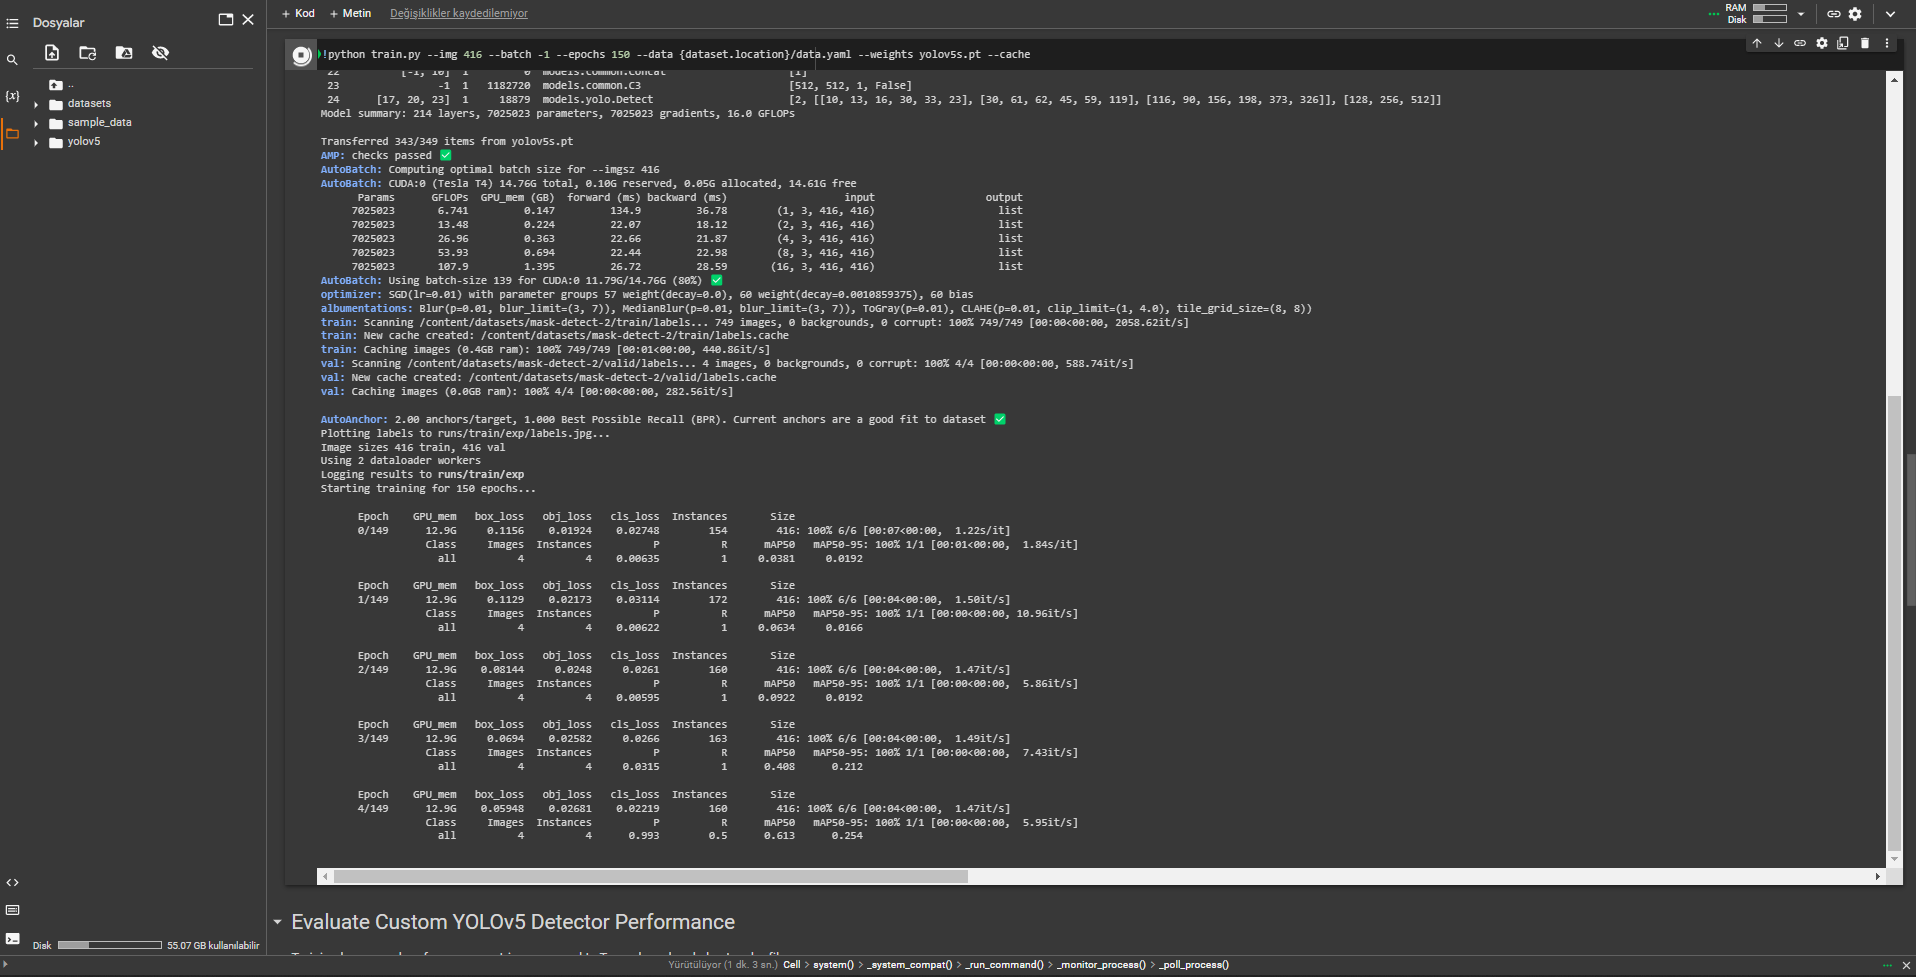 Dosyalar
+ Kod + Metin Değişiklikler kaydedilemiyor
RAM
Disk
..
datasets
sample_data
yolov5
!python train.py --img 416 --batch -1 --epochs 150 --data {dataset.location}/data.yaml --weights yolov5s.pt --cache
22 [-1, 10] 1 0 models.common.Concat [1]
23 -1 1 1182720 models.common.C3 [512, 512, 1, False]
24 [17, 20, 23] 1 18879 models.yolo.Detect [2, [[10, 13, 16, 30, 33, 23], [30, 61, 62, 45, 59, 119], [116, 90, 156, 198, 373, 326]], [128, 256, 512]]
Model summary: 214 layers, 7025023 parameters, 7025023 gradients, 16.0 GFLOPs
Transferred 343/349 items from yolov5s.pt
AMP: checks passed ✅
AutoBatch: Computing optimal batch size for --imgsz 416
AutoBatch: CUDA:0 (Tesla T4) 14.76G total, 0.10G reserved, 0.05G allocated, 14.61G free
Params GFLOPs GPU_mem (GB) forward (ms) backward (ms) input output
7025023 6.741 0.147 134.9 36.78 (1, 3, 416, 416) list
7025023 13.48 0.224 22.07 18.12 (2, 3, 416, 416) list
7025023 26.96 0.363 22.66 21.87 (4, 3, 416, 416) list
7025023 53.93 0.694 22.44 22.98 (8, 3, 416, 416) list
7025023 107.9 1.395 26.72 28.59 (16, 3, 416, 416) list
AutoBatch: Using batch-size 139 for CUDA:0 11.79G/14.76G (80%) ✅
optimizer: SGD(lr=0.01) with parameter groups 57 weight(decay=0.0), 60 weight(decay=0.0010859375), 60 bias
albumentations: Blur(p=0.01, blur_limit=(3, 7)), MedianBlur(p=0.01, blur_limit=(3, 7)), ToGray(p=0.01), CLAHE(p=0.01, clip_limit=(1, 4.0), tile_grid_size=(8, 8))
train: Scanning /content/datasets/mask-detect-2/train/labels... 749 images, 0 backgrounds, 0 corrupt: 100% 749/749 [00:00<00:00, 2058.62it/s]
train: New cache created: /content/datasets/mask-detect-2/train/labels.cache
train: Caching images (0.4GB ram): 100% 749/749 [00:01<00:00, 440.86it/s]
val: Scanning /content/datasets/mask-detect-2/valid/labels... 4 images, 0 backgrounds, 0 corrupt: 100% 4/4 [00:00<00:00, 588.74it/s]
val: New cache created: /content/datasets/mask-detect-2/valid/labels.cache
val: Caching images (0.0GB ram): 100% 4/4 [00:00<00:00, 282.56it/s]
AutoAnchor: 2.00 anchors/target, 1.000 Best Possible Recall (BPR). Current anchors are a good fit to dataset ✅
Plotting labels to runs/train/exp/labels.jpg...
Image sizes 416 train, 416 val
Using 2 dataloader workers
Logging results to runs/train/exp
Starting training for 150 epochs...
Epoch GPU_mem box_loss obj_loss cls_loss Instances Size
0/149 12.9G 0.1156 0.01924 0.02748 154 416: 100% 6/6 [00:07<00:00, 1.22s/it]
Class Images Instances P R mAP50 mAP50-95: 100% 1/1 [00:01<00:00, 1.84s/it]
all 4 4 0.00635 1 0.0381 0.0192
Epoch GPU_mem box_loss obj_loss cls_loss Instances Size
1/149 12.9G 0.1129 0.02173 0.03114 172 416: 100% 6/6 [00:04<00:00, 1.50it/s]
Class Images Instances P R mAP50 mAP50-95: 100% 1/1 [00:00<00:00, 10.96it/s]
all 4 4 0.00622 1 0.0634 0.0166
Epoch GPU_mem box_loss obj_loss cls_loss Instances Size
2/149 12.9G 0.08144 0.0248 0.0261 160 416: 100% 6/6 [00:04<00:00, 1.47it/s]
Class Images Instances P R mAP50 mAP50-95: 100% 1/1 [00:00<00:00, 5.86it/s]
all 4 4 0.00595 1 0.0922 0.0192
Epoch GPU_mem box_loss obj_loss cls_loss Instances Size
3/149 12.9G 0.0694 0.02582 0.0266 163 416: 100% 6/6 [00:04<00:00, 1.49it/s]
Class Images Instances P R mAP50 mAP50-95: 100% 1/1 [00:00<00:00, 7.43it/s]
all 4 4 0.0315 1 0.408 0.212
Epoch GPU_mem box_loss obj_loss cls_loss Instances Size
4/149 12.9G 0.05948 0.02681 0.02219 160 416: 100% 6/6 [00:04<00:00, 1.47it/s]
Class Images Instances P R mAP50 mAP50-95: 100% 1/1 [00:00<00:00, 5.95it/s]
all 4 4 0.993 0.5 0.613 0.254
Evaluate Custom YOLOv5 Detector Performance
Disk 55.07 GB kullanılabilir
Yürütülüyor (1 dk. 3 sn.) Cell > system() > _system_compat() > _run_command() > _monitor_process() > _poll_process()